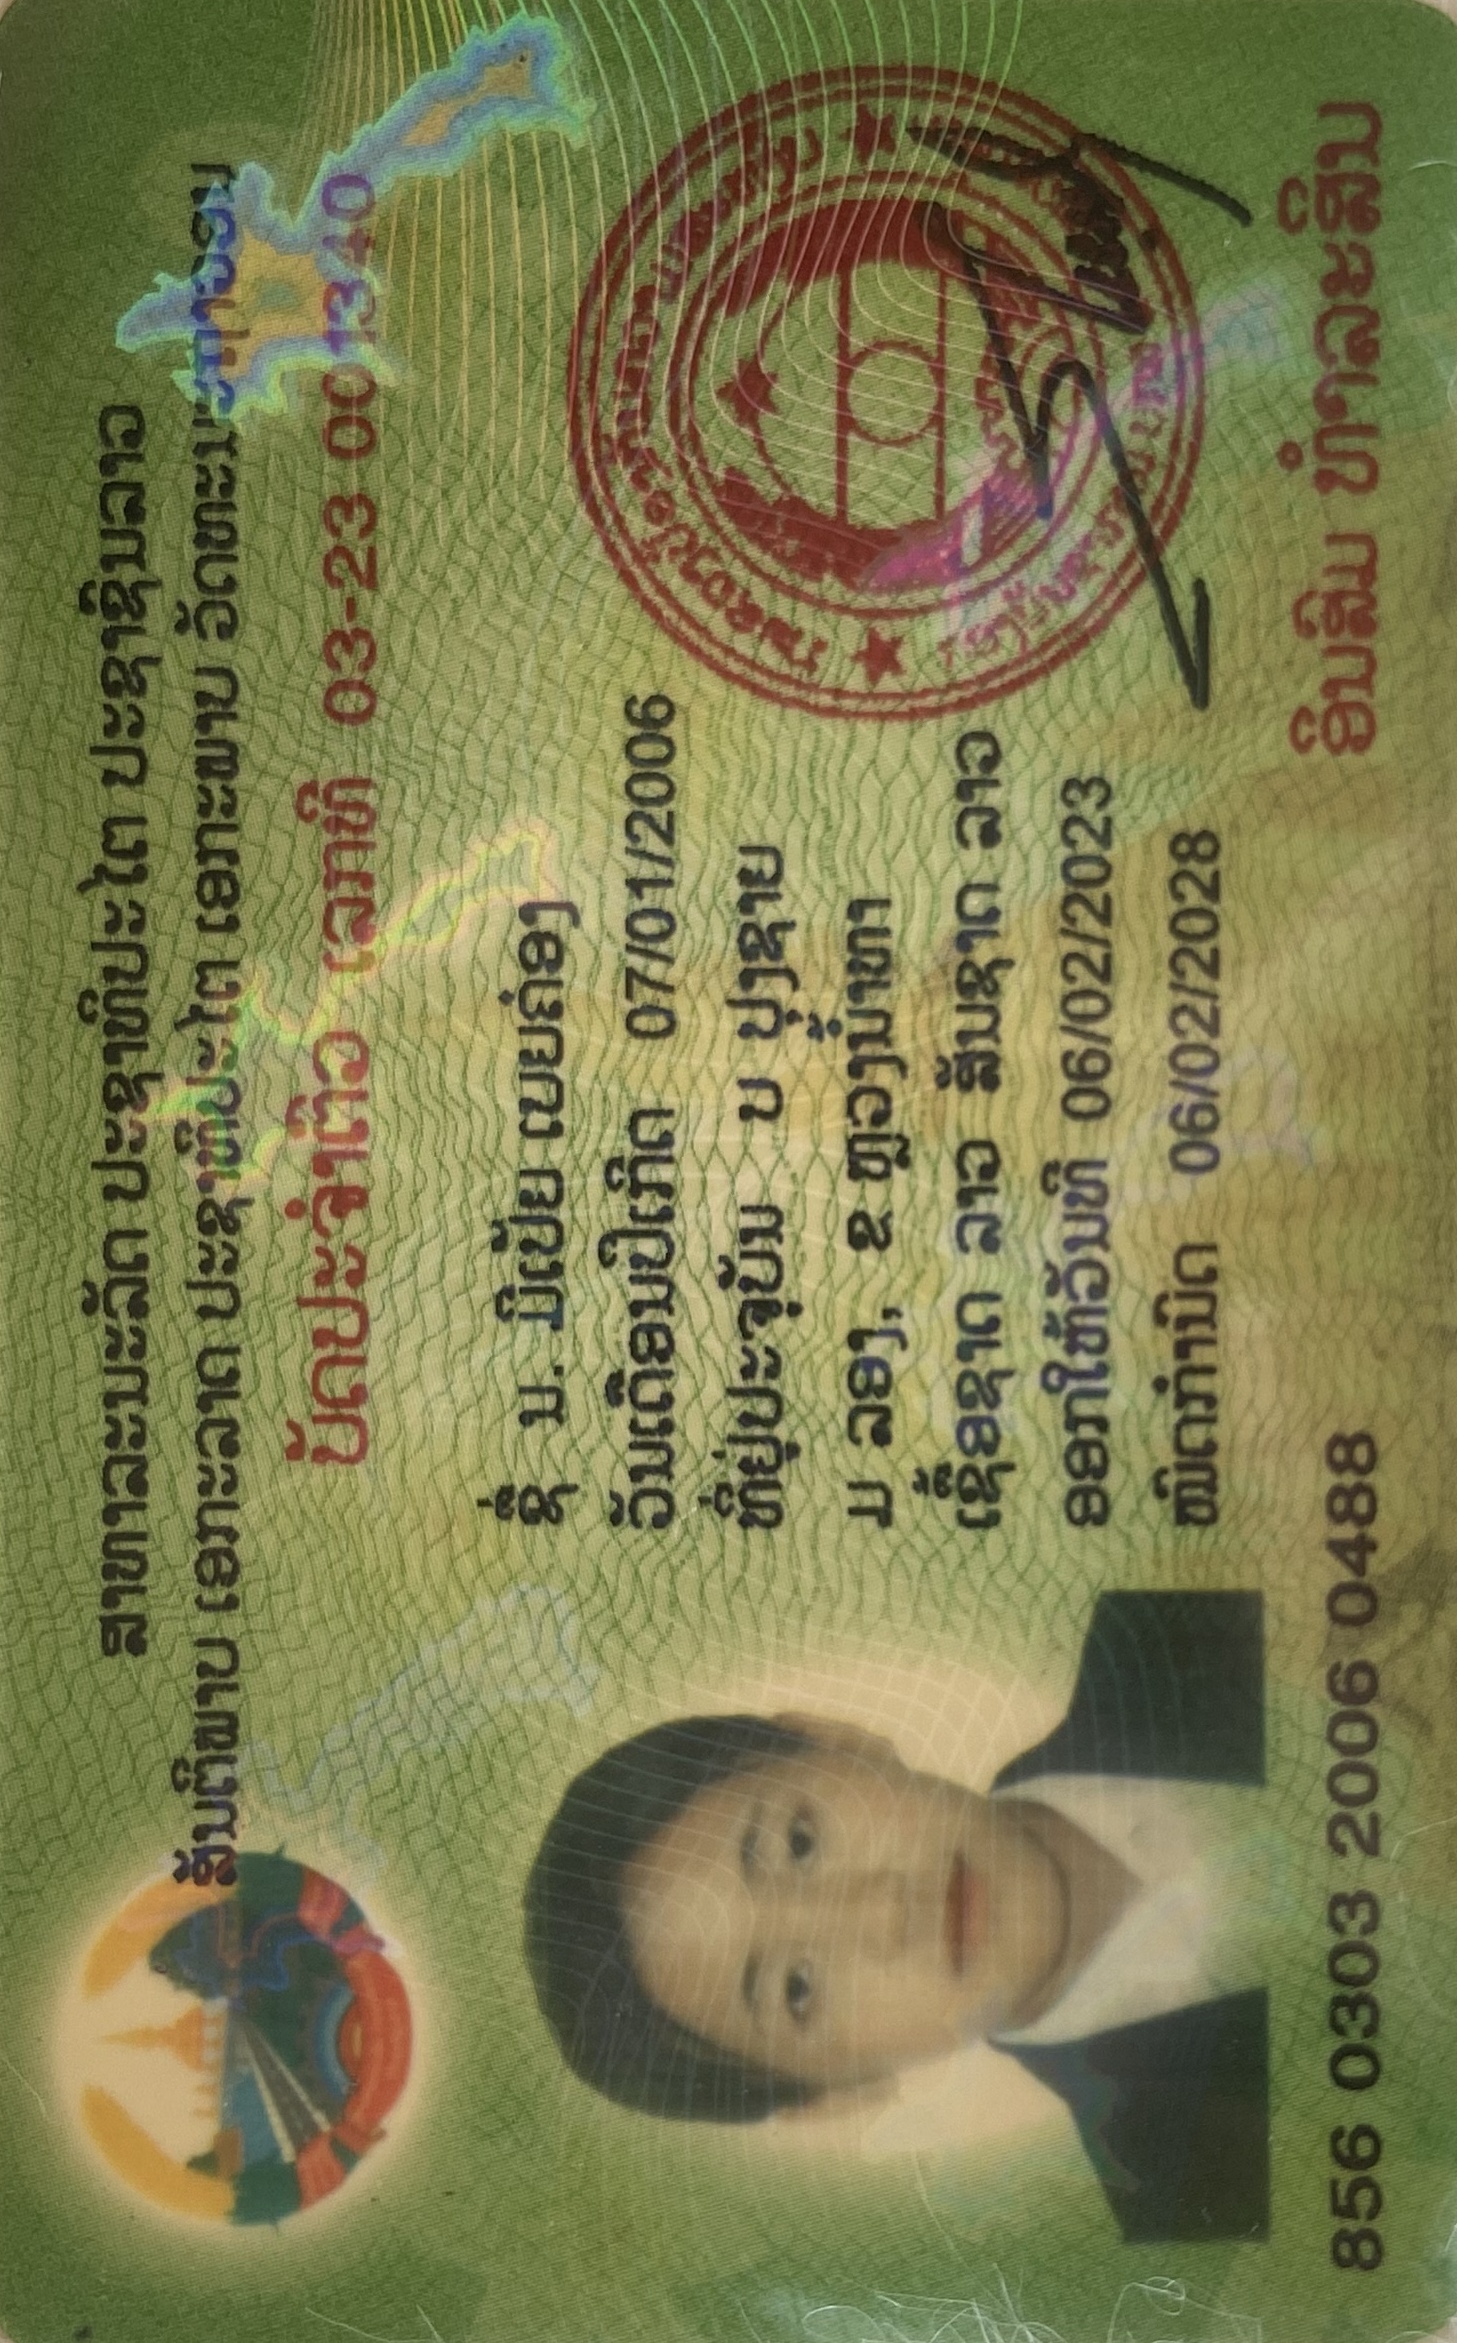 ສາທາລະນະລັດ ປະຊາທິປະໄຕ ປະຊາຊົນລາວ
ສັນຕິພາບ ເອກະລາດ ປະຊາທິປະໄຕ ເອກະພາບ ວັດທະນະຖາວອນ
ບັດປະຈຳຕົວ ເລກທີ 03-23 001340
ຊື່ ນ. ມີເປ້ຍ ເບຍຄ່ອງ
ວັນເດືອນປີເກີດ 07/01/2006
ທີ່ຢູ່ປະຈຸບັນ ບ ປຸງຊາຍ
ມ ລອງ, ຂ ຫຼວງນ້ຳທາ
ເຊື້ອຊາດ ລາວ ສັນຊາດ ລາວ
ອອກໃຫ້ວັນທີ 06/02/2023
ໝົດກຳນົດ 06/02/2028
ອິນສົມ ທຳລະສິນ
856 0303 2006 0488